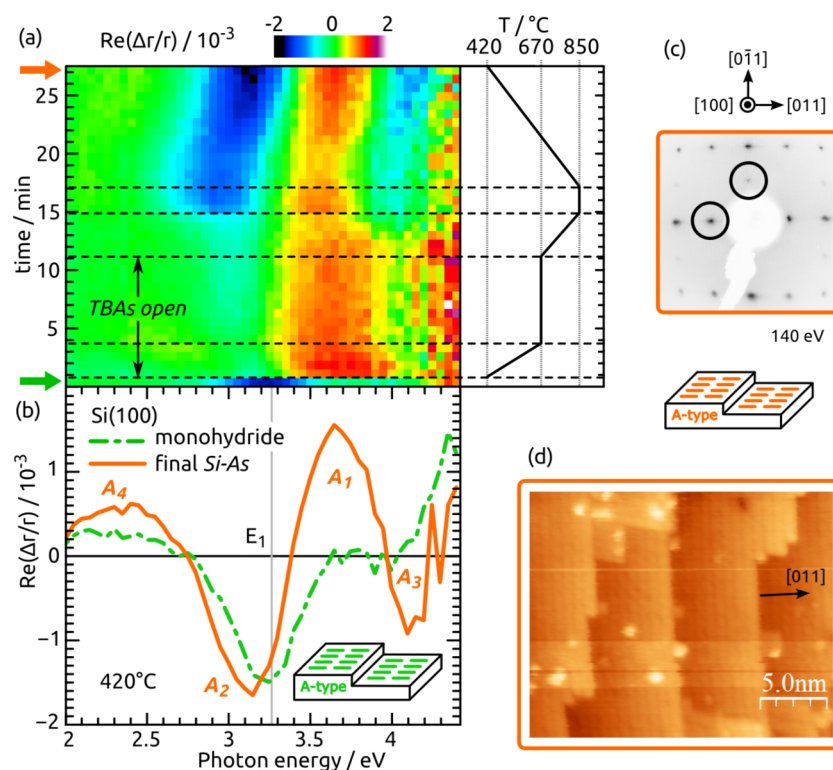 (a)
Re(Δr/r) / 10⁻³
-2 0 2
T / °C
420 670 850
(c)
[01̄1]
[100] [011]
time / min
25
20
15
10
5
TBAs open
140 eV
A-type
(b)
Re(Δr/r) / 10⁻³
1
0
−1
−2
Si(100)
monohydride
final Si-As
A₄
A₁
E₁
A₃
A₂
420°C
A-type
2 2.5 3 3.5 4
Photon energy / eV
(d)
[011]
5.0nm